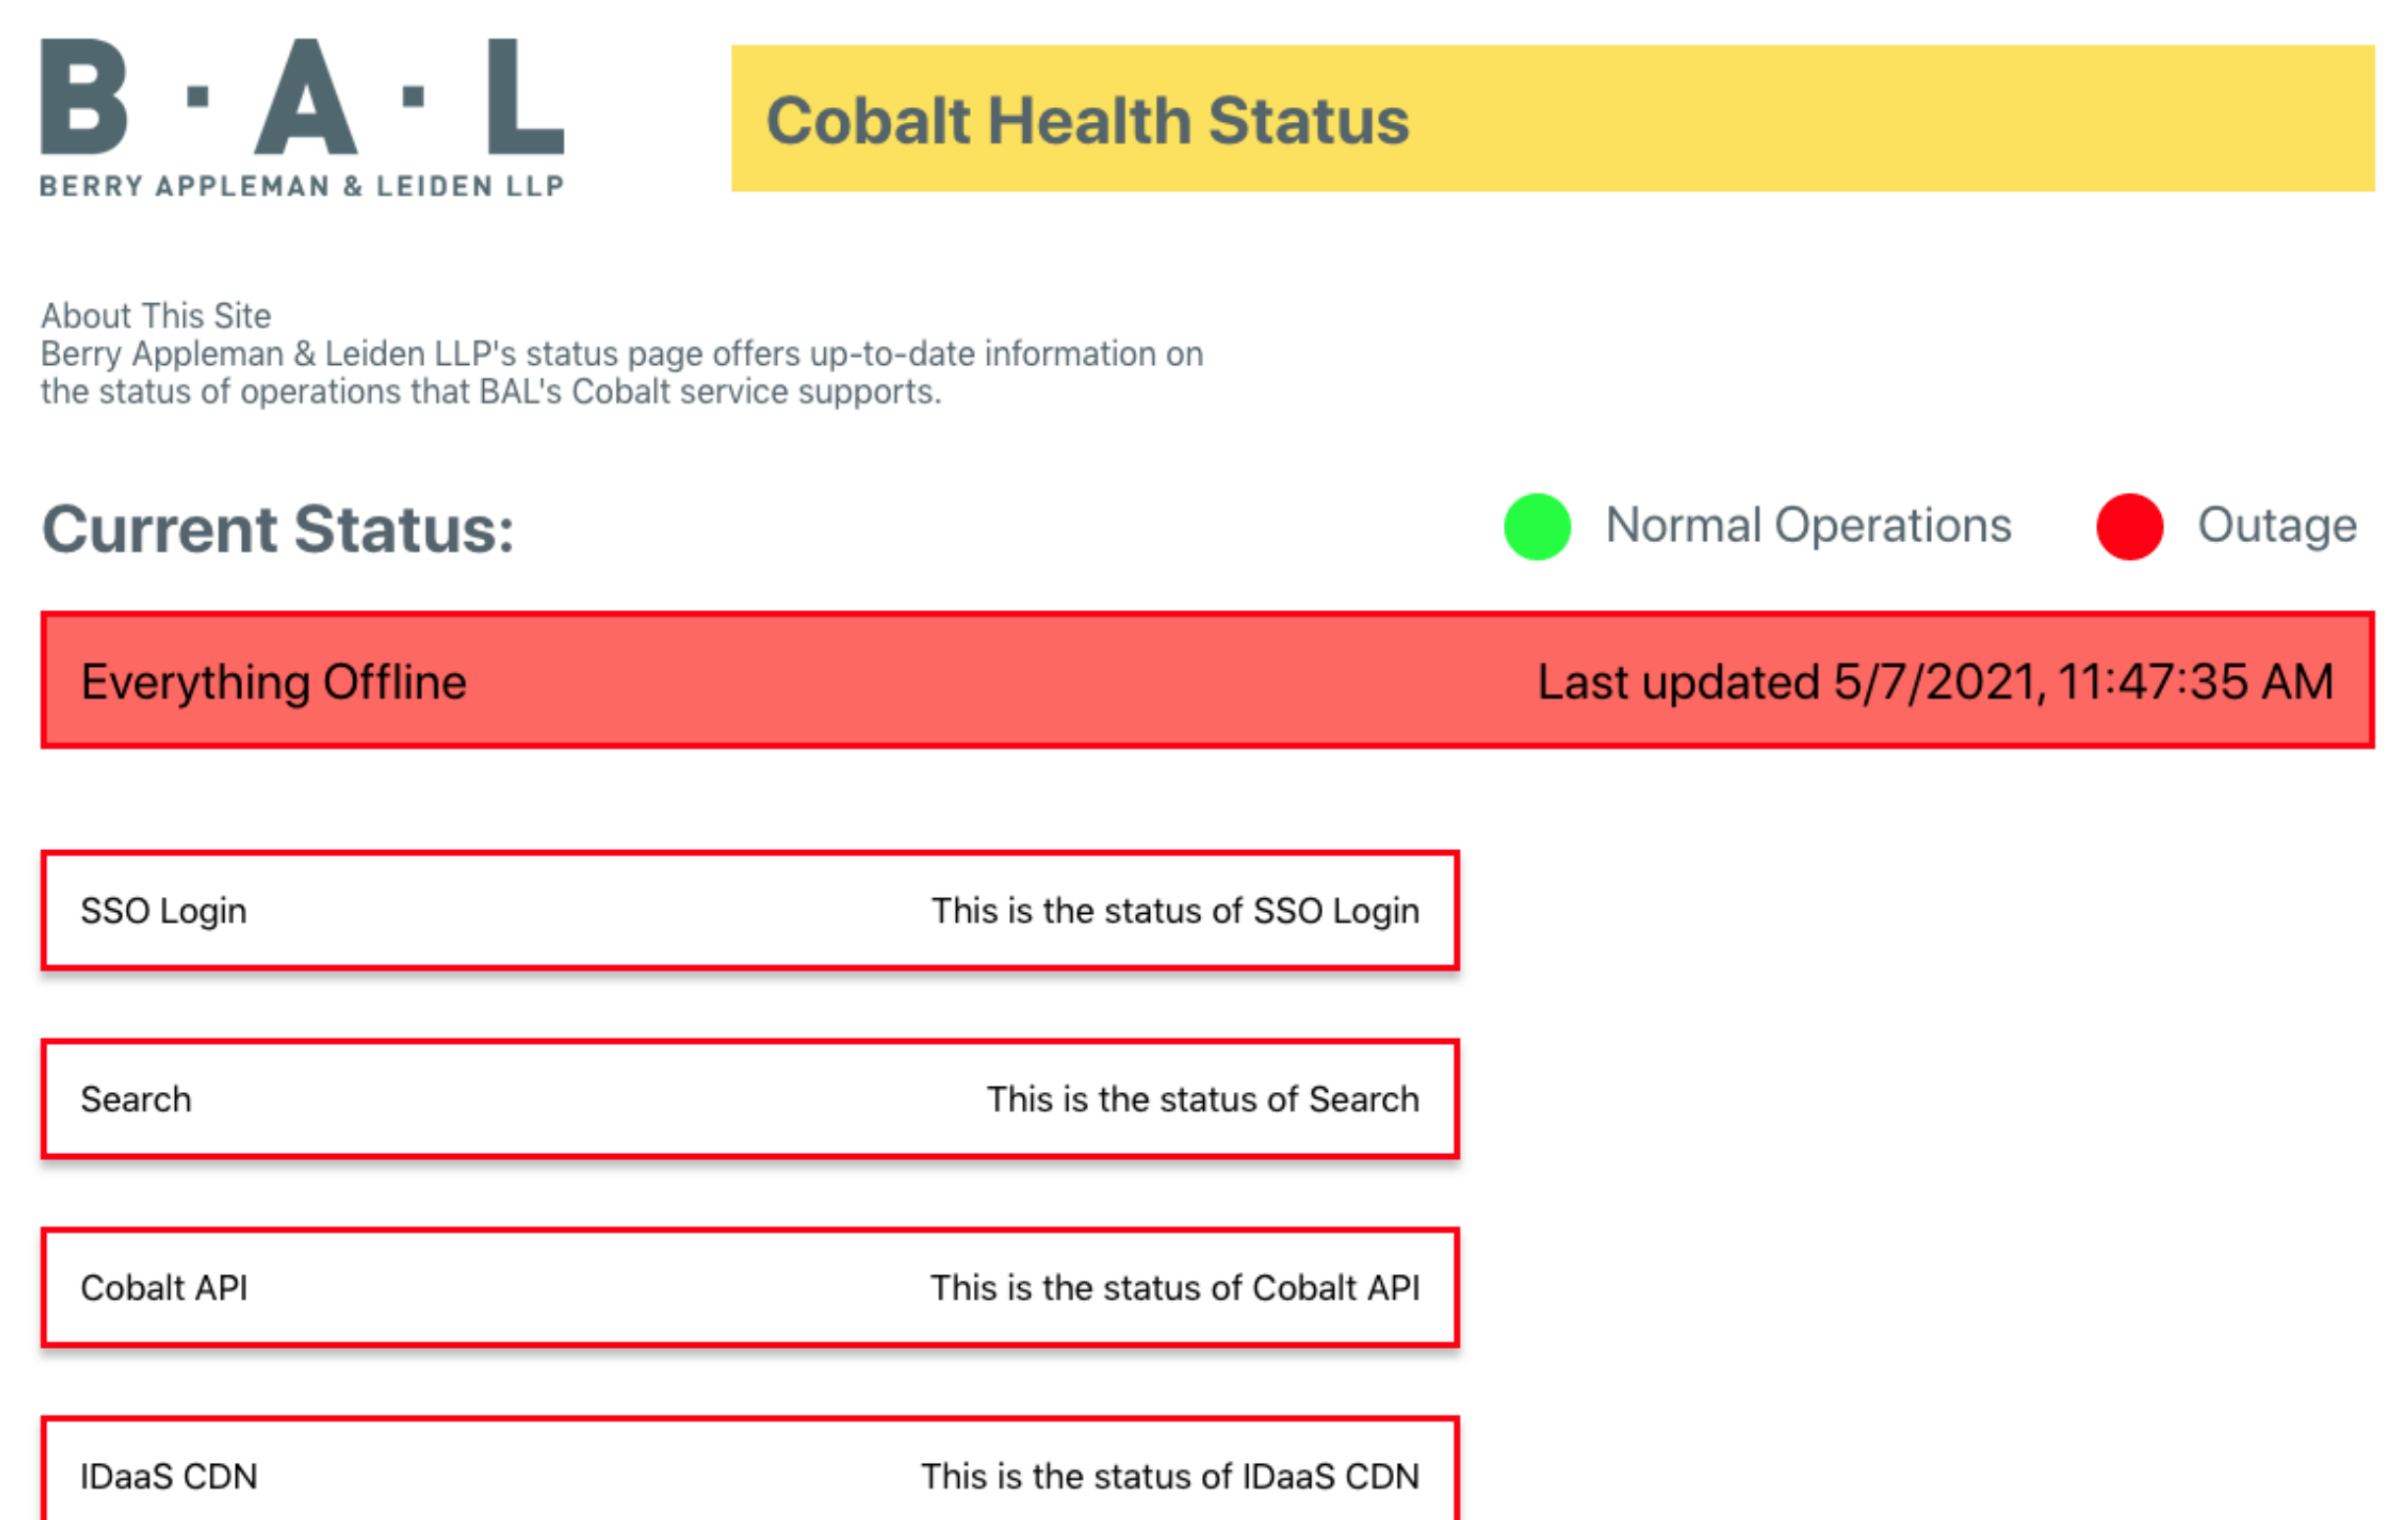 B·A·L
BERRY APPLEMAN & LEIDEN LLP
Cobalt Health Status
About This Site
Berry Appleman & Leiden LLP's status page offers up-to-date information on
the status of operations that BAL's Cobalt service supports.
Current Status:
Normal Operations
Outage
Everything Offline
Last updated 5/7/2021, 11:47:35 AM
SSO Login
This is the status of SSO Login
Search
This is the status of Search
Cobalt API
This is the status of Cobalt API
IDaaS CDN
This is the status of IDaaS CDN